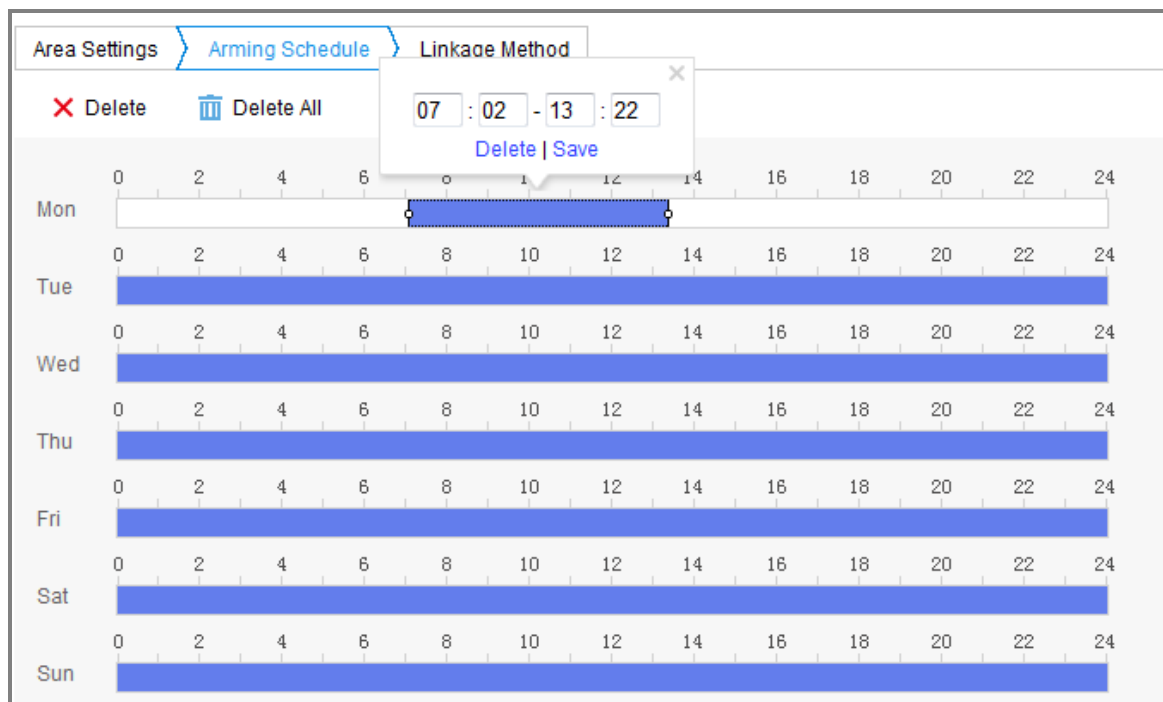 Area Settings Arming Schedule Linkage Method
Delete Delete All
07 : 02 - 13 : 22
Delete | Save
0 2 4 6 8 12 14 16 18 20 22 24
Mon
0 2 4 6 8 10 12 14 16 18 20 22 24
Tue
0 2 4 6 8 10 12 14 16 18 20 22 24
Wed
0 2 4 6 8 10 12 14 16 18 20 22 24
Thu
0 2 4 6 8 10 12 14 16 18 20 22 24
Fri
0 2 4 6 8 10 12 14 16 18 20 22 24
Sat
0 2 4 6 8 10 12 14 16 18 20 22 24
Sun